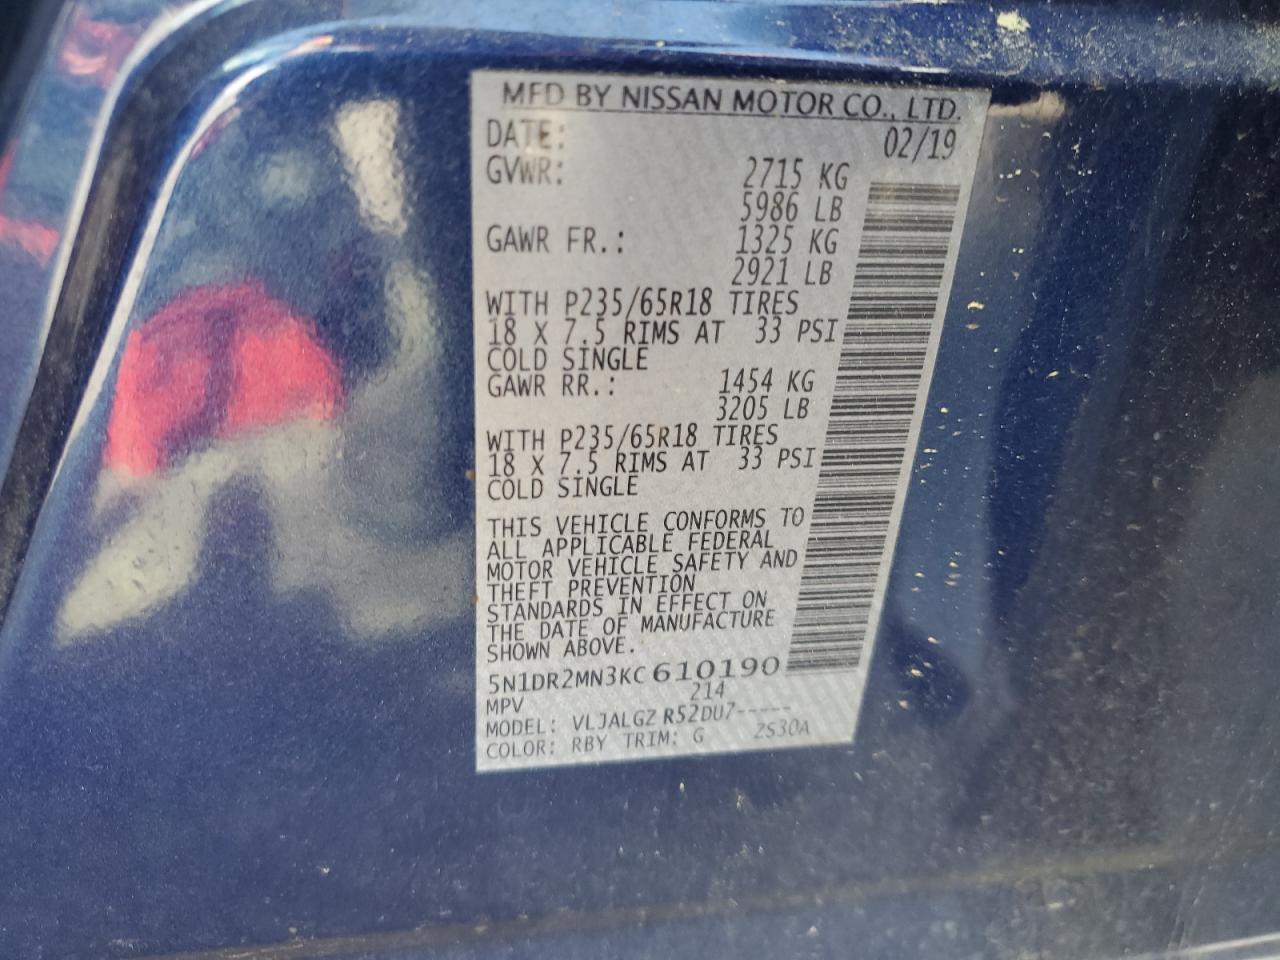 MFD BY NISSAN MOTOR CO., LTD.
DATE: 02/19
GVWR: 2715 KG
5986 LB
GAWR FR.: 1325 KG
2921 LB
WITH P235/65R18 TIRES
18 X 7.5 RIMS AT 33 PSI
COLD SINGLE
GAWR RR.: 1454 KG
3205 LB
WITH P235/65R18 TIRES
18 X 7.5 RIMS AT 33 PSI
COLD SINGLE
THIS VEHICLE CONFORMS TO
ALL APPLICABLE FEDERAL
MOTOR VEHICLE SAFETY AND
THEFT PREVENTION
STANDARDS IN EFFECT ON
THE DATE OF MANUFACTURE
SHOWN ABOVE.
5N1DR2MN3KC610190
MPV 214
MODEL: VLJALGZ R52DU7-----
COLOR: RBY TRIM: G ZS30A